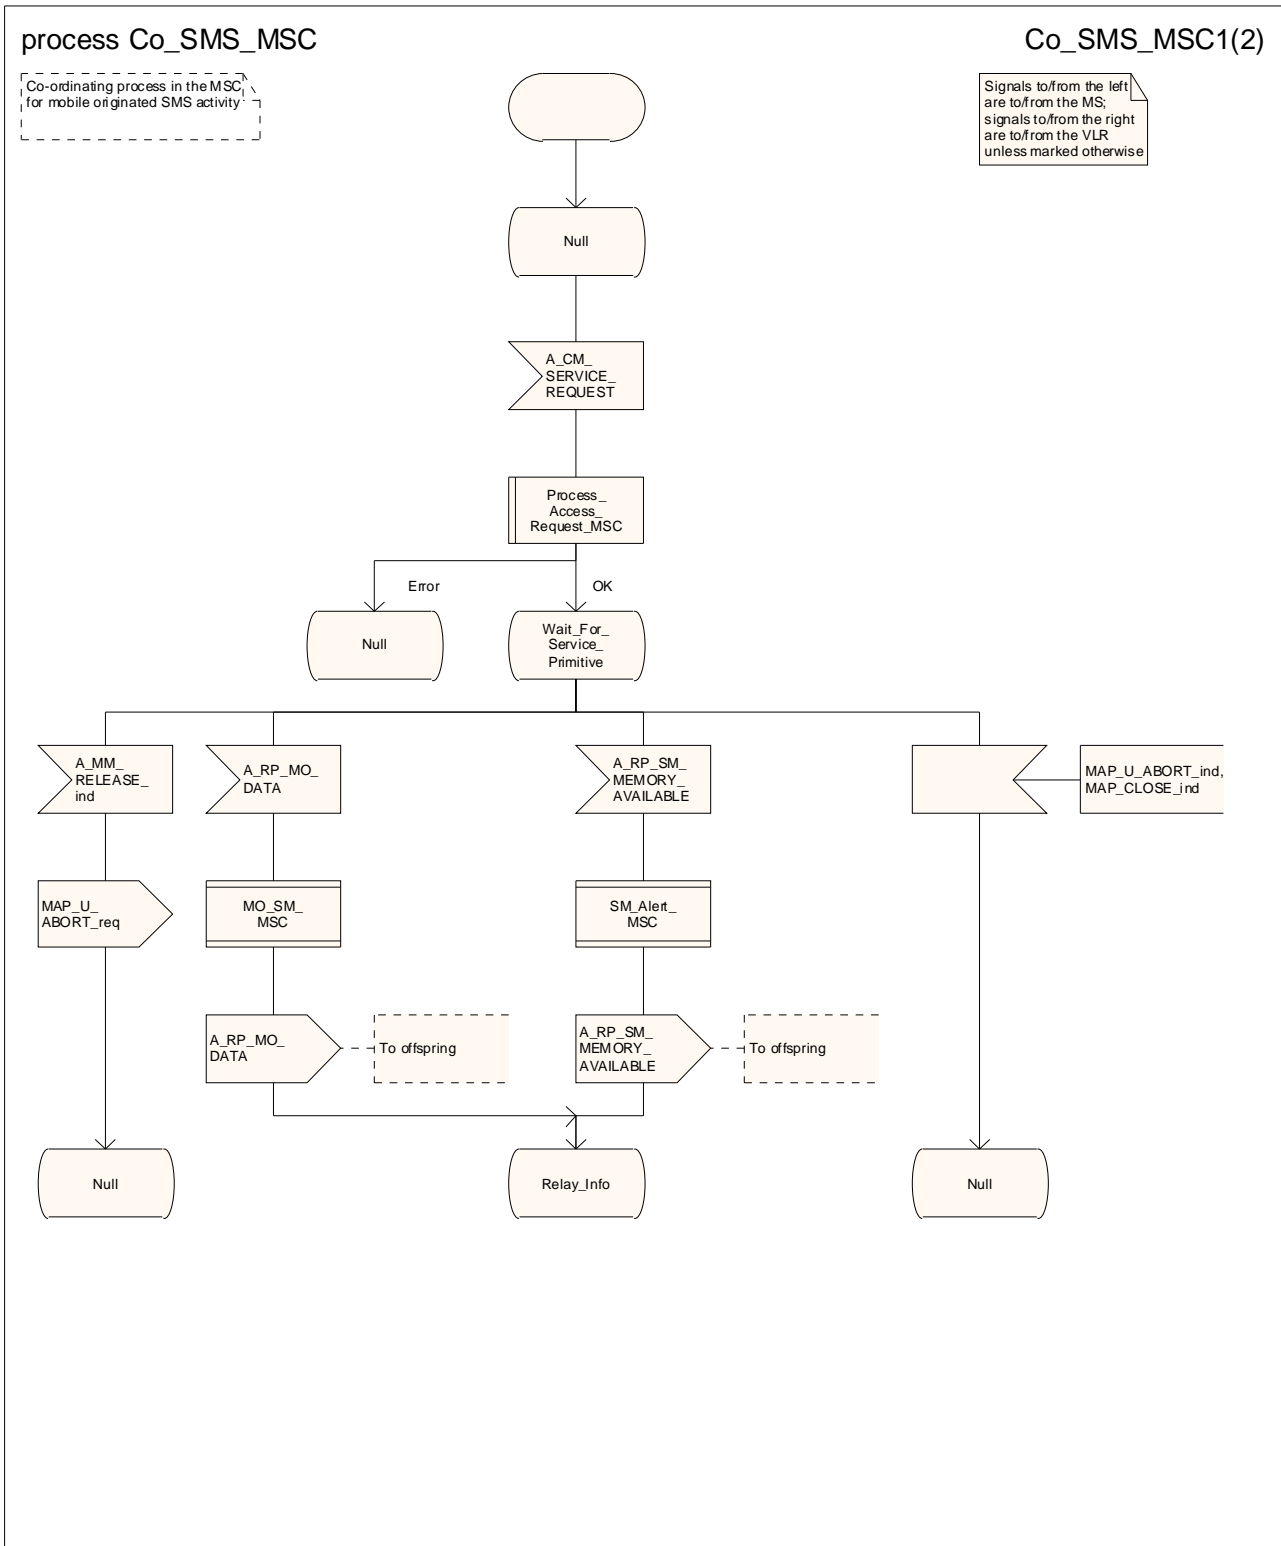 process Co_SMS_MSC
Co_SMS_MSC1(2)
Co-ordinating process in the MSC
for mobile originated SMS activity
Signals to/from the left
are to/from the MS;
signals to/from the right
are to/from the VLR
unless marked otherwise
Null
A_CM_
SERVICE_
REQUEST
Process_
Access_
Request_MSC
Error
OK
Null
Wait_For_
Service_
Primitive
A_MM_
RELEASE_
ind
A_RP_MO_
DATA
A_RP_SM_
MEMORY_
AVAILABLE
MAP_U_ABORT_ind,
MAP_CLOSE_ind
MAP_U_
ABORT_req
MO_SM_
MSC
SM_Alert_
MSC
A_RP_MO_
DATA
To offspring
A_RP_SM_
MEMORY_
AVAILABLE
To offspring
Null
Relay_Info
Null